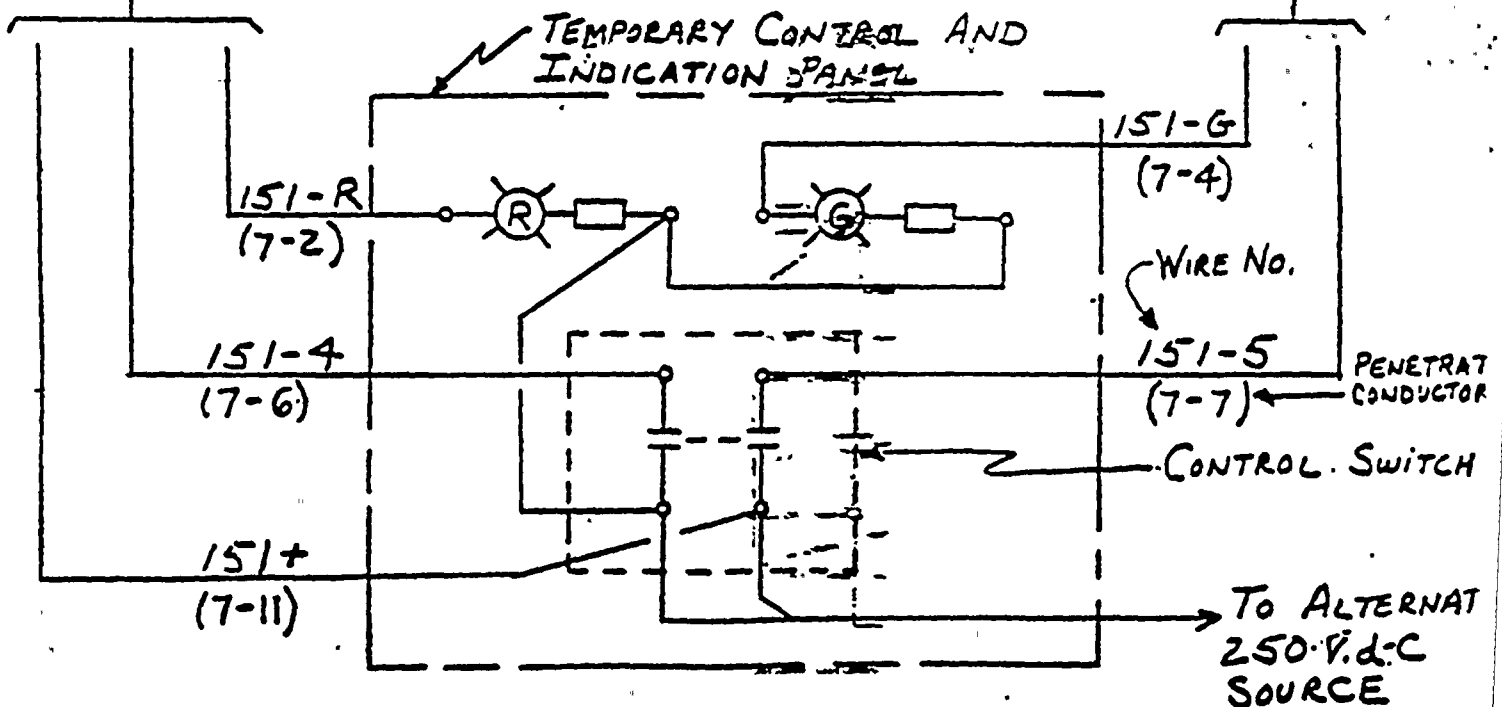 TEMPORARY CONTROL AND
INDICATION PANEL
151-G
(7-4)
151-R
(7-2)
R
G
WIRE NO.
151-4
(7-6)
151-5
(7-7)
PENETRAT
CONDUCTOR
CONTROL. SWITCH
151+
(7-11)
TO ALTERNAT
250.V.d-C
SOURCE